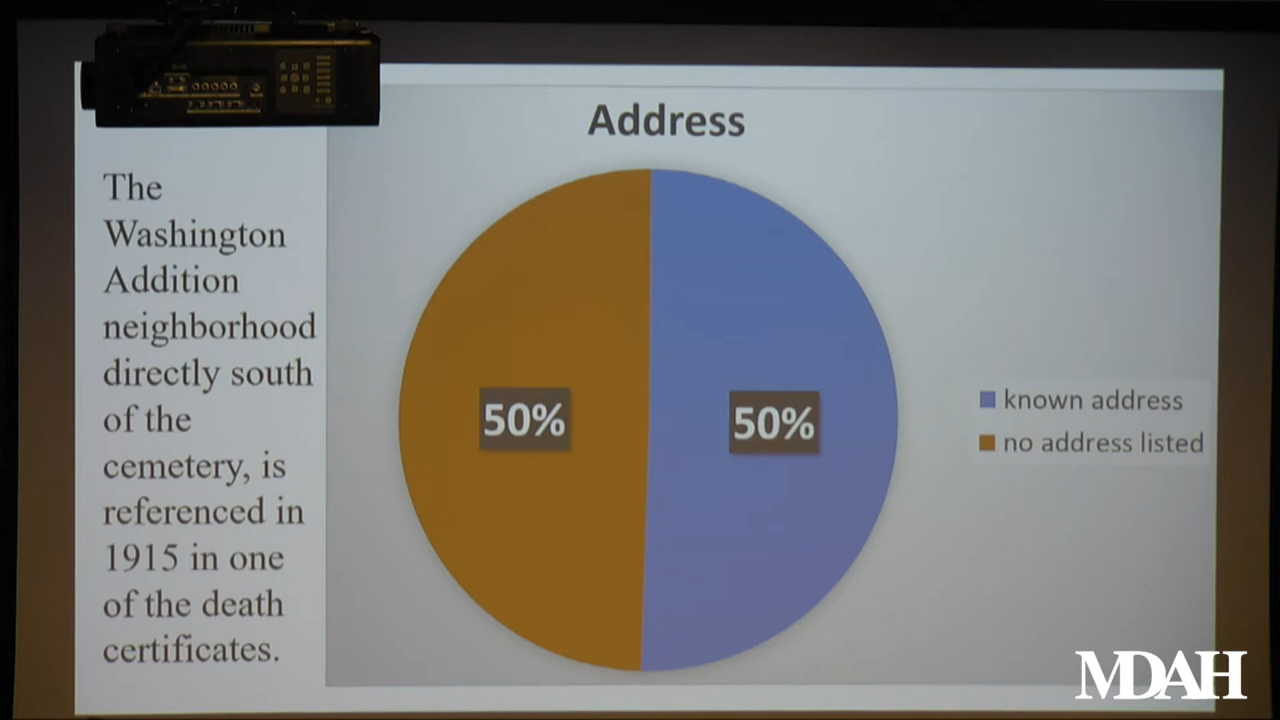 Address
The
Washington
Addition
neighborhood
directly south
of the
cemetery, is
referenced in
1915 in one
of the death
certificates.
50%
50%
known address
no address listed
MDAH